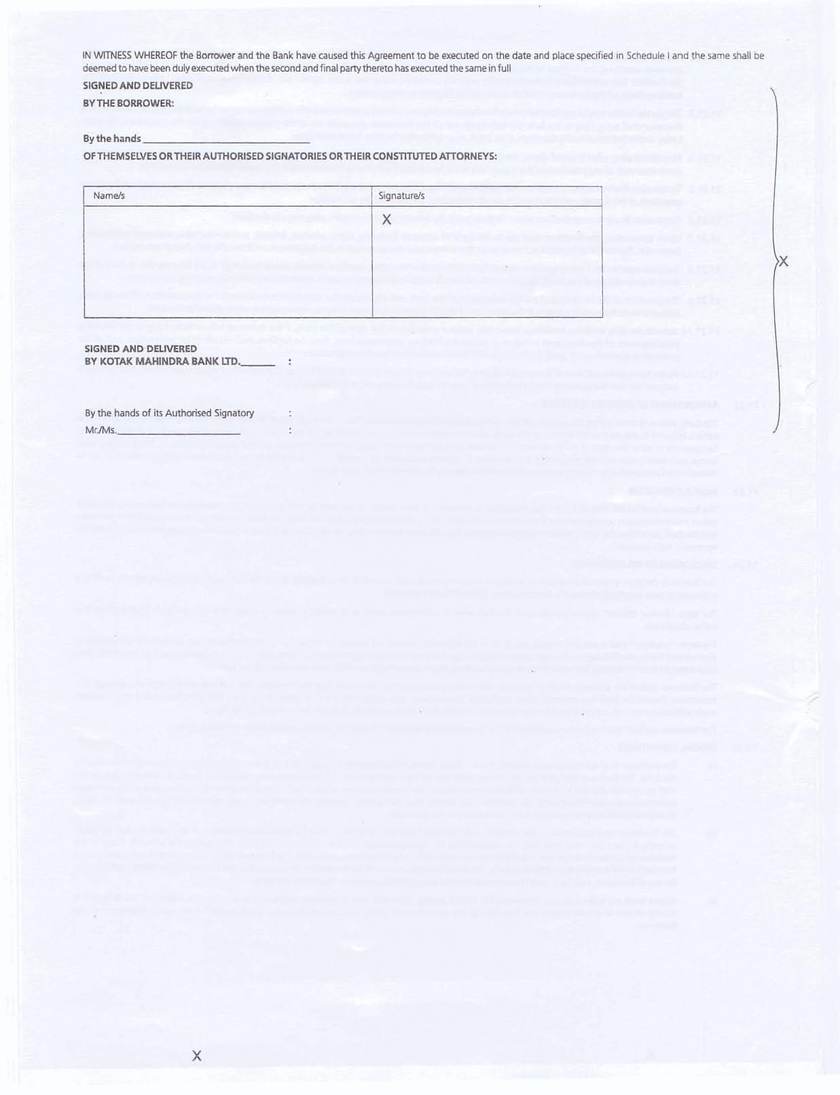 IN WITNESS WHEREOF the Borrower and the Bank have caused this Agreement to be executed on the date and place specified in Schedule I and the same shall be
deemed to have been duly executed when the second and final party thereto has executed the same in full
SIGNED AND DELIVERED
BY THE BORROWER:
By the hands ______________________________
OF THEMSELVES OR THEIR AUTHORISED SIGNATORIES OR THEIR CONSTITUTED ATTORNEYS:
Name/s Signature/s
X
X
SIGNED AND DELIVERED
BY KOTAK MAHINDRA BANK LTD.______ :
By the hands of its Authorised Signatory :
Mr./Ms.______________________ :
X